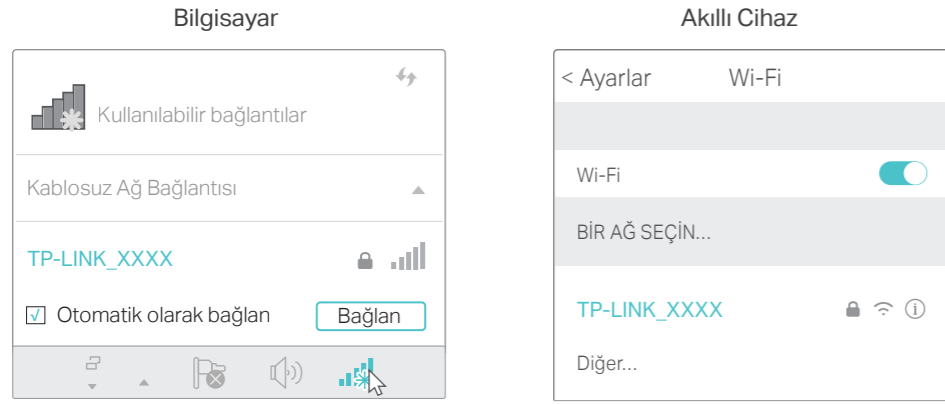 Bilgisayar
Kullanılabilir bağlantılar
Kablosuz Ağ Bağlantısı
TP-LINK_XXXX
Otomatik olarak bağlan
Bağlan
Akıllı Cihaz
< Ayarlar Wi-Fi
Wi-Fi
BİR AĞ SEÇİN...
TP-LINK_XXXX
Diğer...